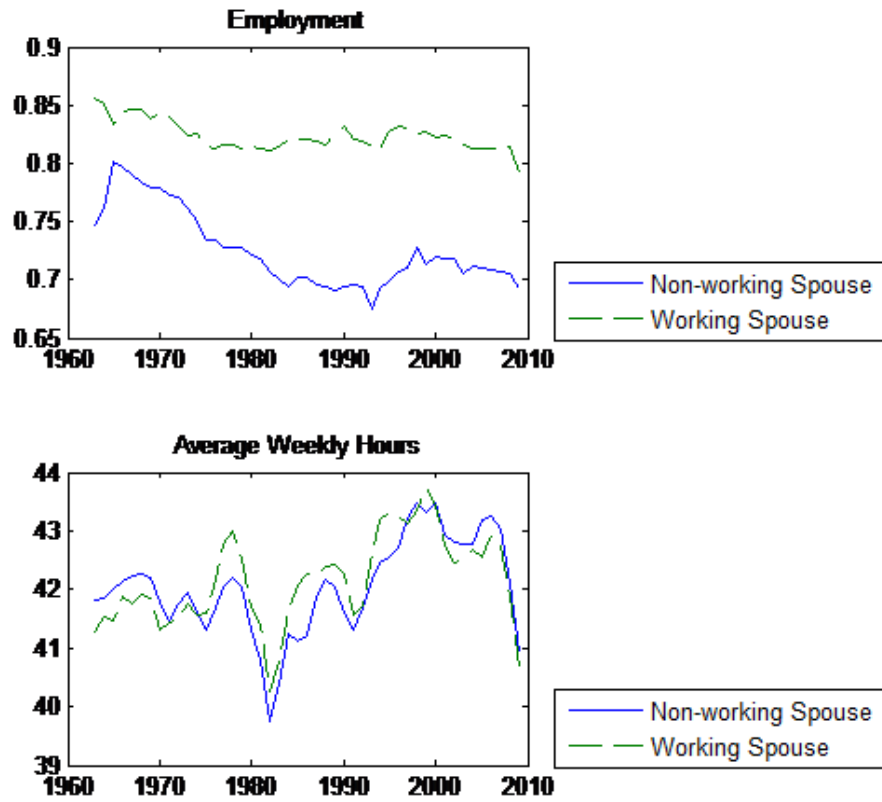 Employment
0.9
0.85
0.8
0.75
0.7
0.65
1960 1970 1980 1990 2000 2010
Non-working Spouse
Working Spouse
Average Weekly Hours
44
43
42
41
40
39
1960 1970 1980 1990 2000 2010
Non-working Spouse
Working Spouse